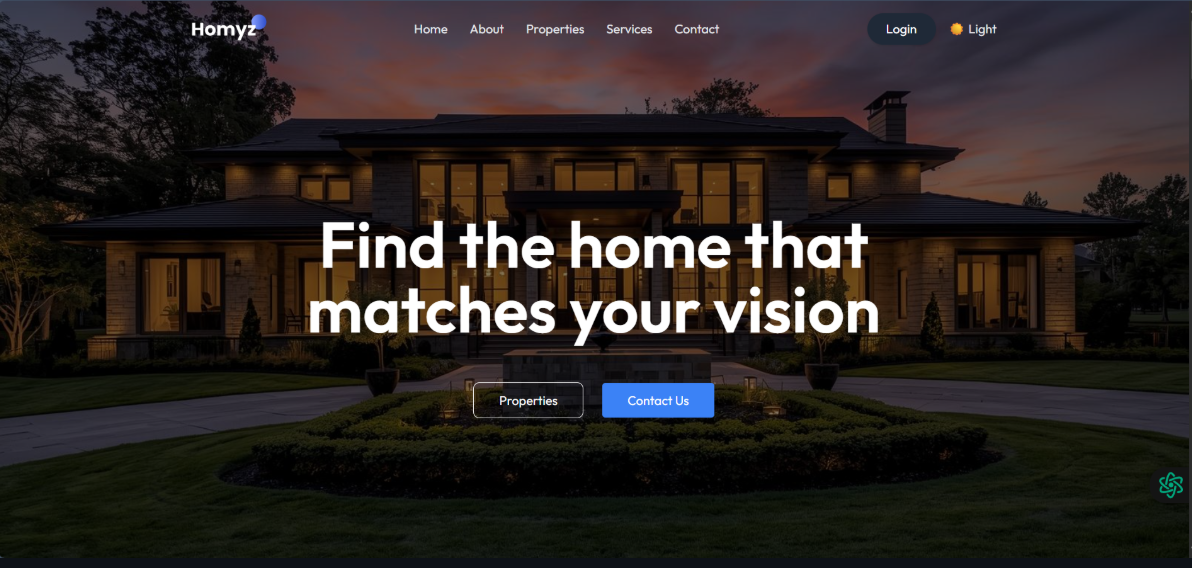 Homyz
Home About Properties Services Contact
Login
Light
Find the home that
matches your vision
Properties
Contact Us